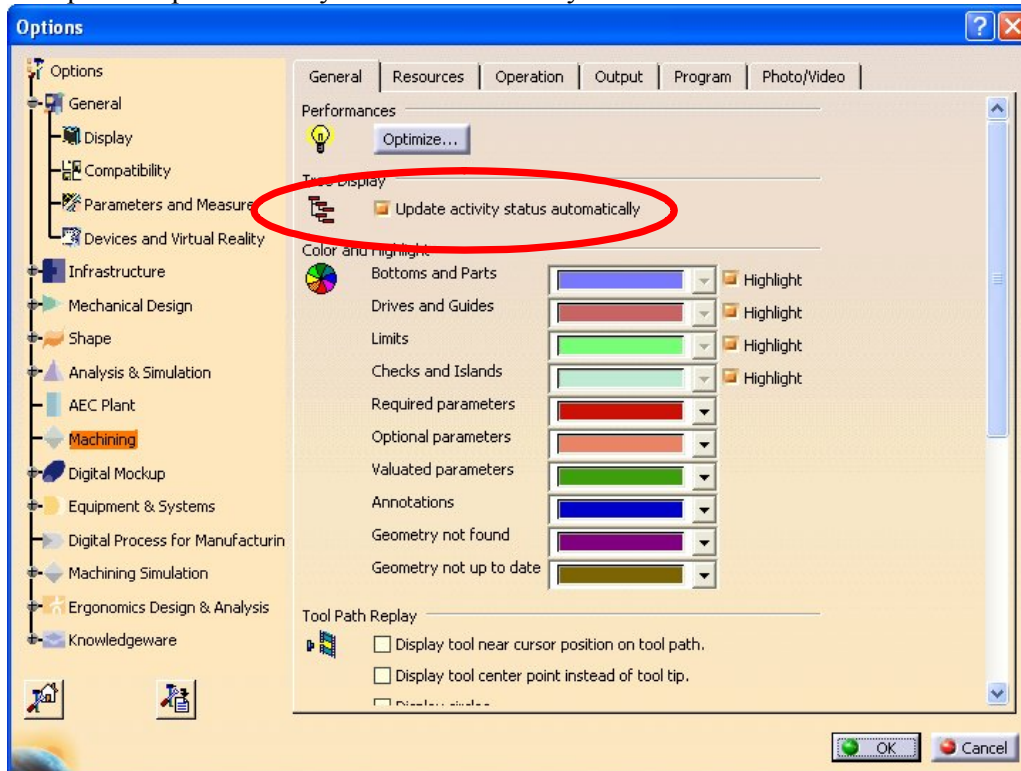 Options
Options
General
Display
Compatibility
Parameters and Measure
Devices and Virtual Reality
Infrastructure
Mechanical Design
Shape
Analysis & Simulation
AEC Plant
Machining
Digital Mockup
Equipment & Systems
Digital Process for Manufacturin
Machining Simulation
Ergonomics Design & Analysis
Knowledgeware
General Resources Operation Output Program Photo/Video
Performances
Optimize...
Tree Display
Update activity status automatically
Color and Highlight
Bottoms and Parts Highlight
Drives and Guides Highlight
Limits Highlight
Checks and Islands Highlight
Required parameters
Optional parameters
Valuated parameters
Annotations
Geometry not found
Geometry not up to date
Tool Path Replay
Display tool near cursor position on tool path.
Display tool center point instead of tool tip.
OK Cancel